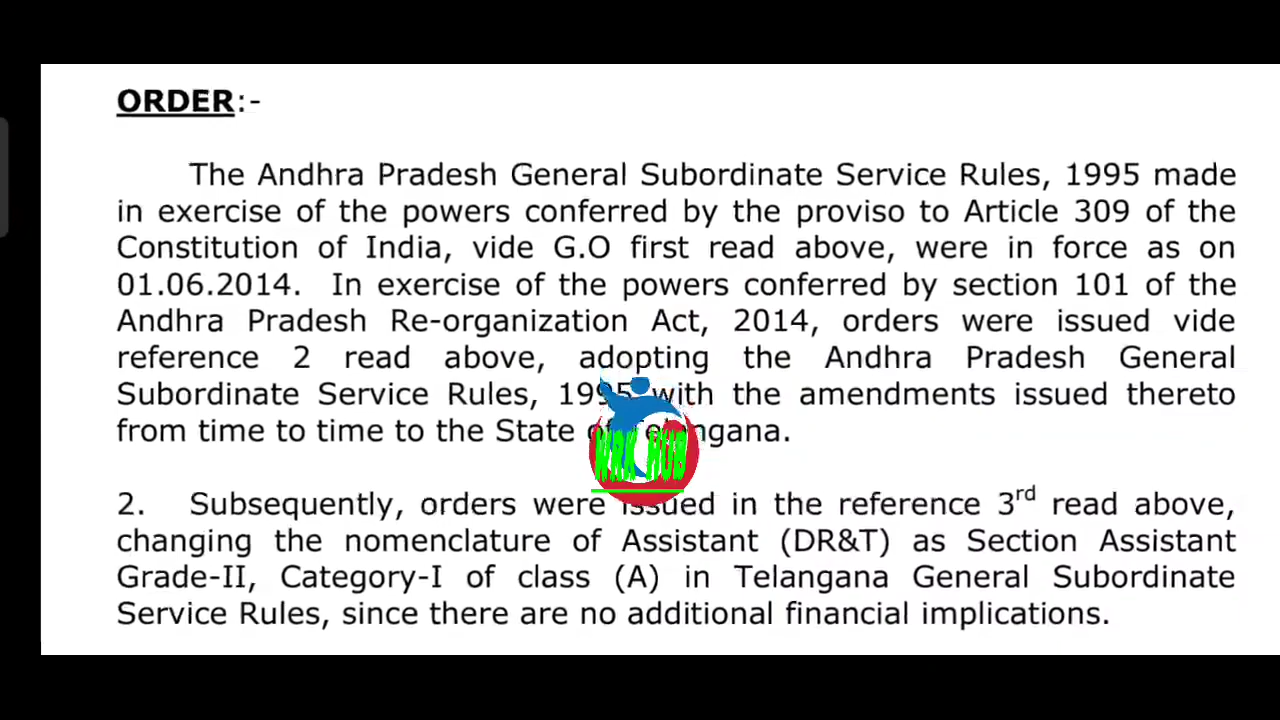 ORDER:-
The Andhra Pradesh General Subordinate Service Rules, 1995 made
in exercise of the powers conferred by the proviso to Article 309 of the
Constitution of India, vide G.O first read above, were in force as on
01.06.2014. In exercise of the powers conferred by section 101 of the
Andhra Pradesh Re-organization Act, 2014, orders were issued vide
reference 2 read above, adopting the Andhra Pradesh General
Subordinate Service Rules, 1995 with the amendments issued thereto
from time to time to the State of Telangana.
WRK HUB
2. Subsequently, orders were issued in the reference 3rd read above,
changing the nomenclature of Assistant (DR&T) as Section Assistant
Grade-II, Category-I of class (A) in Telangana General Subordinate
Service Rules, since there are no additional financial implications.